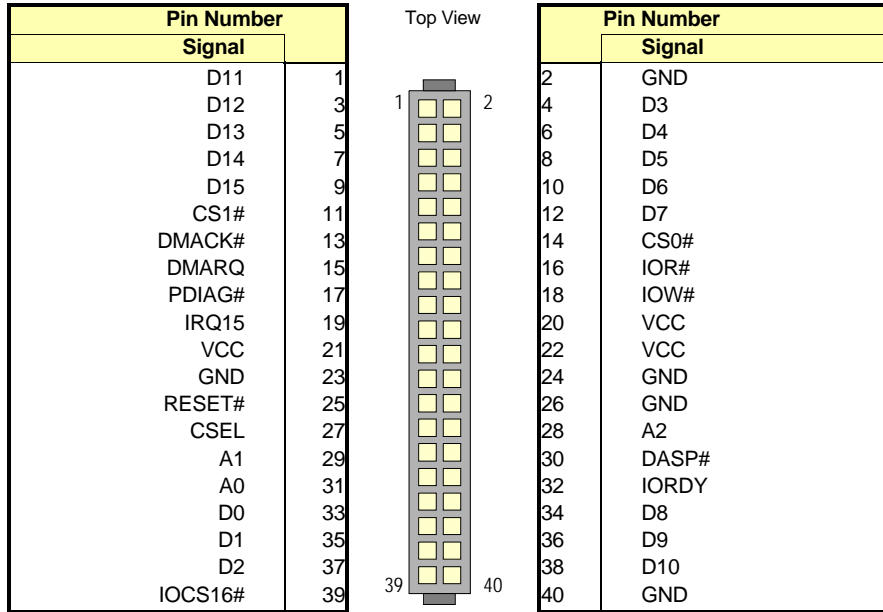 Pin Number Top View Pin Number
Signal Signal
D11 1 2 GND
D12 3 1 2 4 D3
D13 5 6 D4
D14 7 8 D5
D15 9 10 D6
CS1# 11 12 D7
DMACK# 13 14 CS0#
DMARQ 15 16 IOR#
PDIAG# 17 18 IOW#
IRQ15 19 20 VCC
VCC 21 22 VCC
GND 23 24 GND
RESET# 25 26 GND
CSEL 27 28 A2
A1 29 30 DASP#
A0 31 32 IORDY
D0 33 34 D8
D1 35 36 D9
D2 37 38 D10
IOCS16# 39 39 40 40 GND